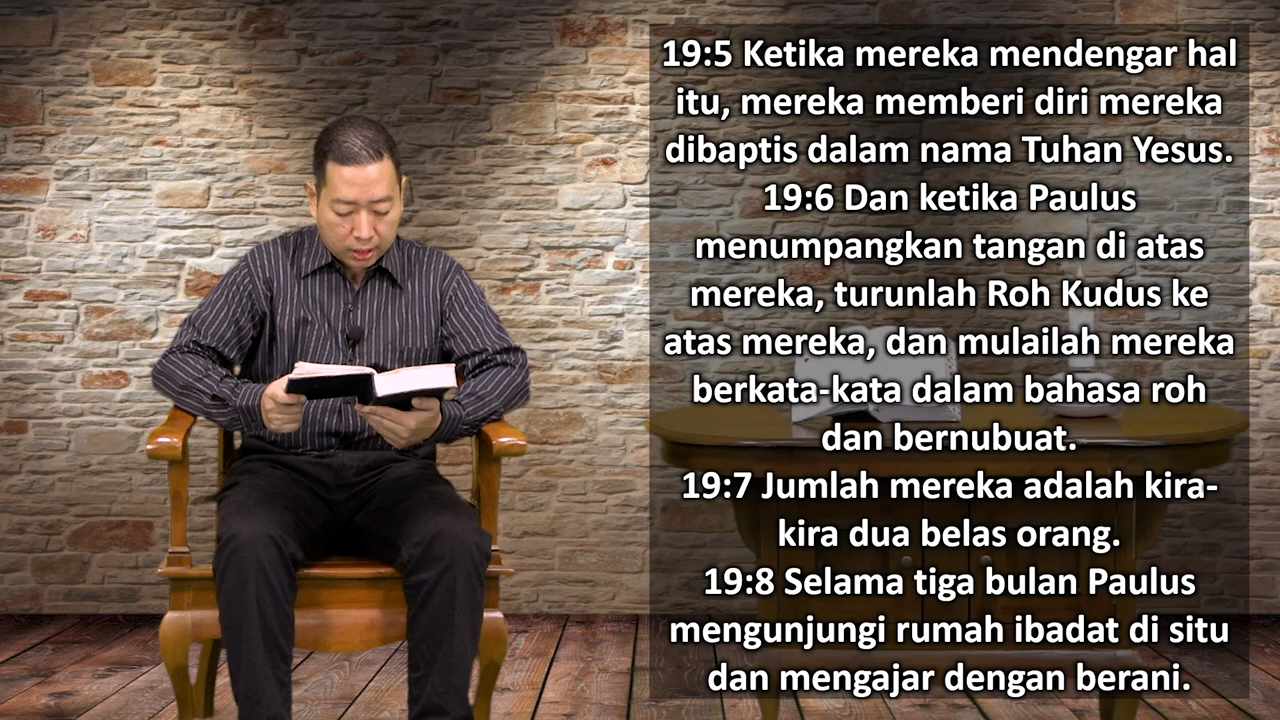 19:5 Ketika mereka mendengar hal
itu, mereka memberi diri mereka
dibaptis dalam nama Tuhan Yesus.
19:6 Dan ketika Paulus
menumpangkan tangan di atas
mereka, turunlah Roh Kudus ke
atas mereka, dan mulailah mereka
berkata-kata dalam bahasa roh
dan bernubuat.
19:7 Jumlah mereka adalah kira-
kira dua belas orang.
19:8 Selama tiga bulan Paulus
mengunjungi rumah ibadat di situ
dan mengajar dengan berani.